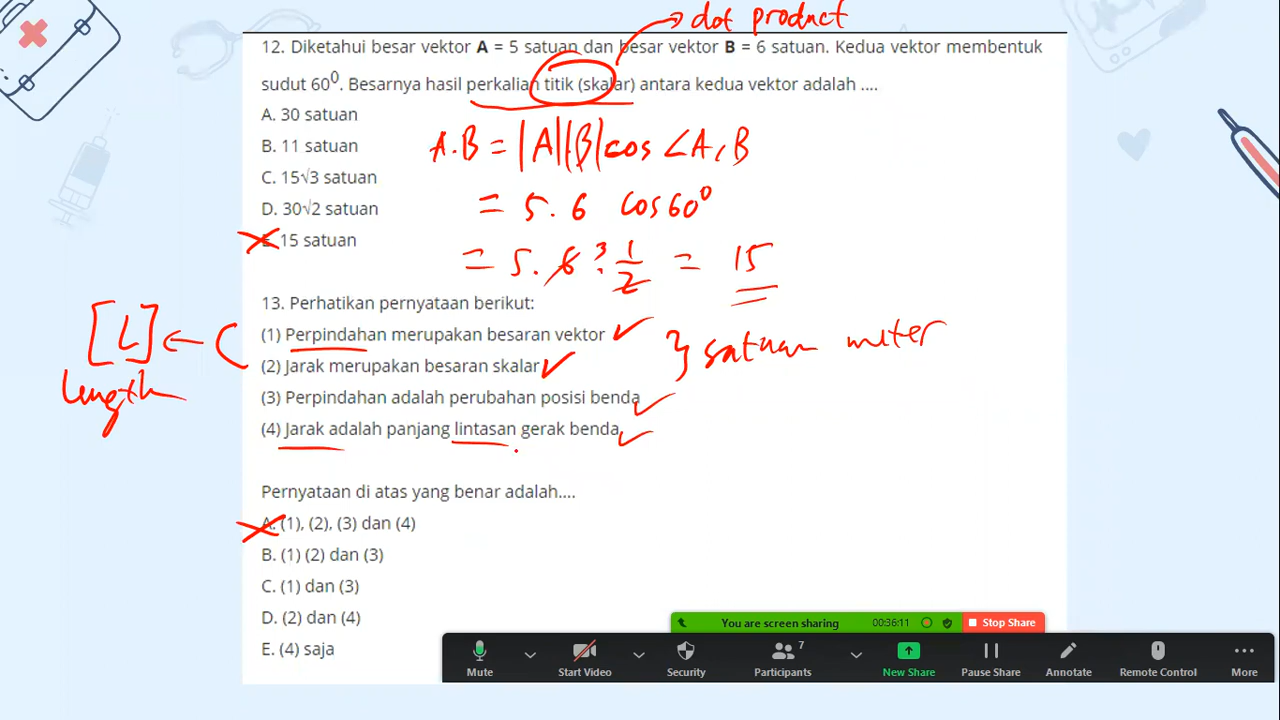 → dot product
12. Diketahui besar vektor A = 5 satuan dan besar vektor B = 6 satuan. Kedua vektor membentuk
sudut 60⁰. Besarnya hasil perkalian titik (skalar) antara kedua vektor adalah ....
A. 30 satuan
B. 11 satuan
C. 15√3 satuan
D. 30√2 satuan
E. 15 satuan
A.B = |A||B| cos ∠A,B
= 5.6 cos 60⁰
= 5.6 3 . 1/2 = 15
13. Perhatikan pernyataan berikut:
(1) Perpindahan merupakan besaran vektor
(2) Jarak merupakan besaran skalar
} satuan meter
[L] ←
length
(3) Perpindahan adalah perubahan posisi benda
(4) Jarak adalah panjang lintasan gerak benda
Pernyataan di atas yang benar adalah....
A. (1), (2), (3) dan (4)
B. (1) (2) dan (3)
C. (1) dan (3)
D. (2) dan (4)
E. (4) saja
You are screen sharing 00:36:11 Stop Share
7
Mute Start Video Security Participants New Share Pause Share Annotate Remote Control More